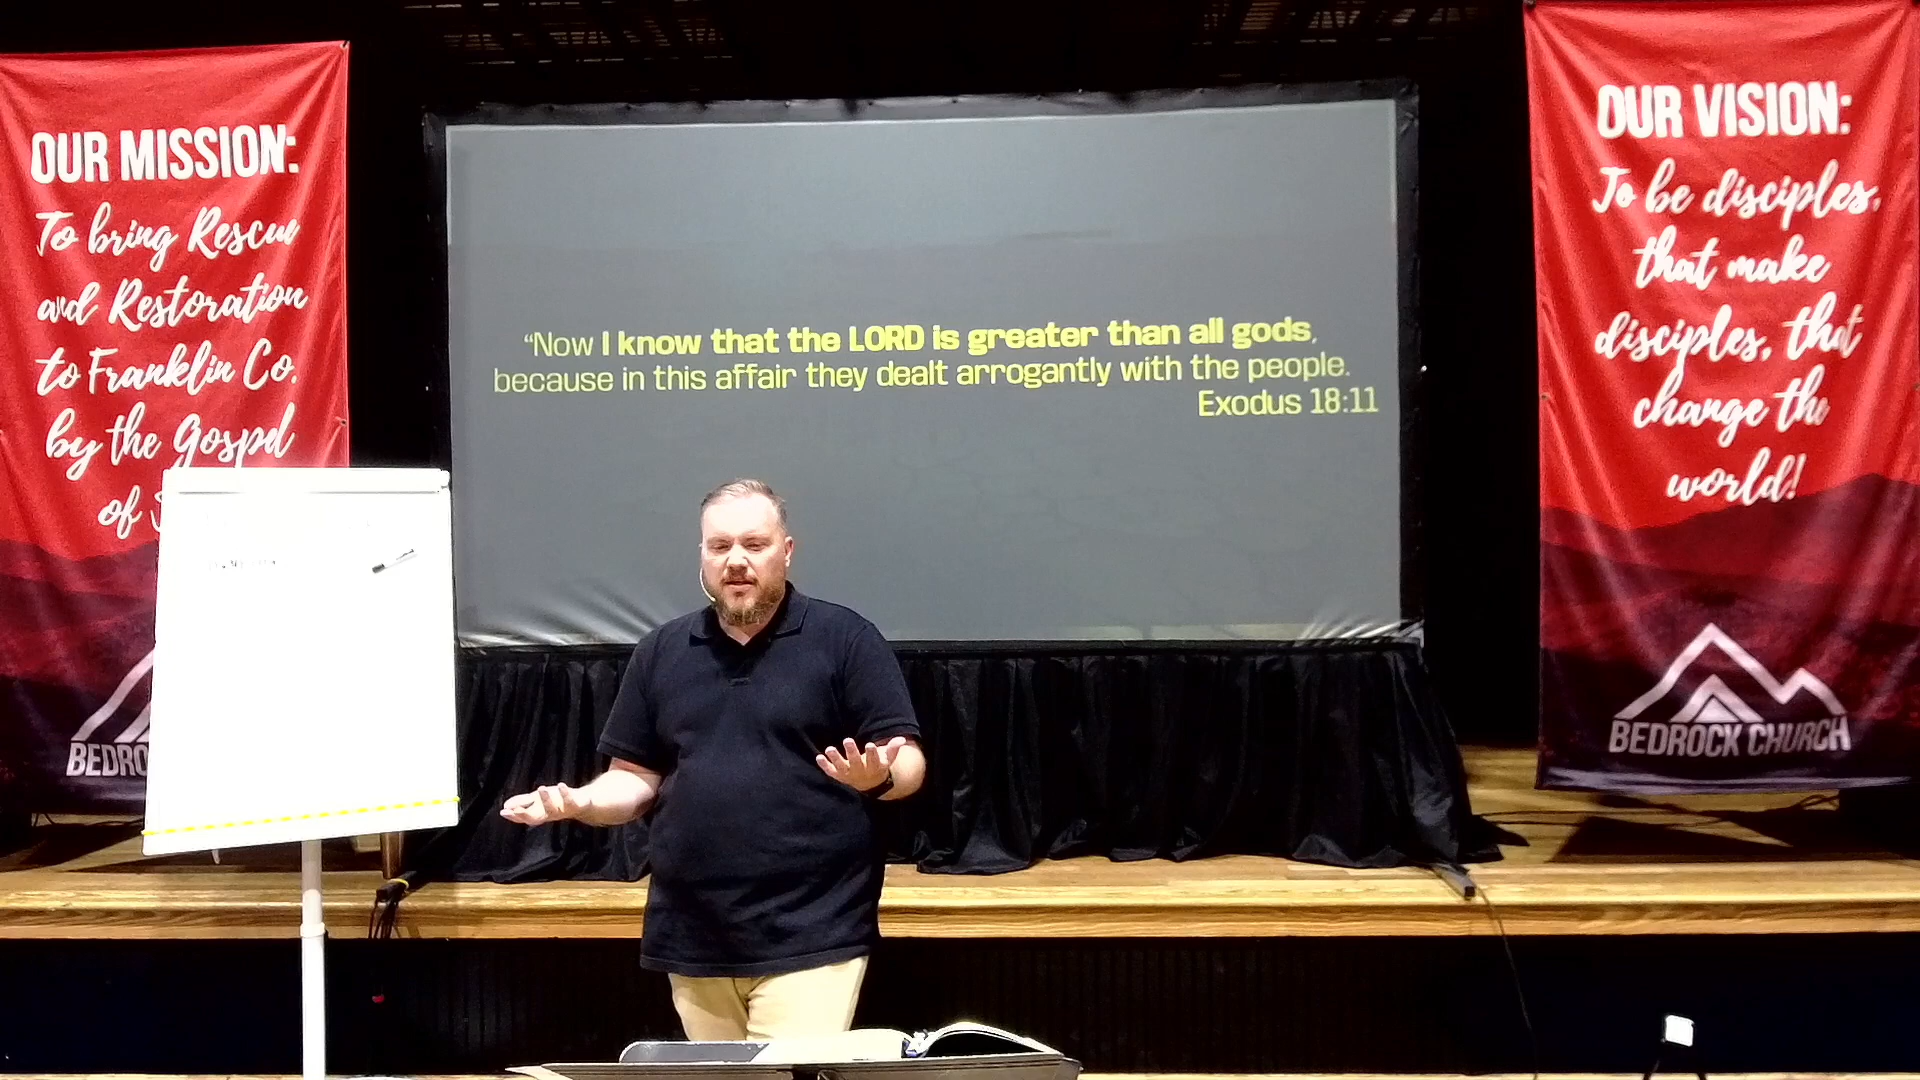 OUR MISSION:
To bring Rescue
and Restoration
to Franklin Co.
by the Gospel
of
BEDRO
“Now I know that the LORD is greater than all gods,
because in this affair they dealt arrogantly with the people.
Exodus 18:11
OUR VISION:
To be disciples,
that make
disciples, that
change the
world!
BEDROCK CHURCH